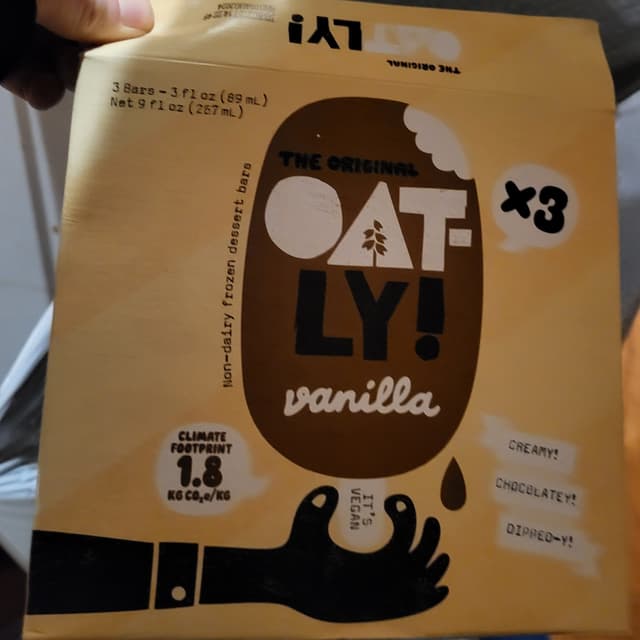 OAT-LY!
THE ORIGINAL
3 Bars – 3 fl oz (89 mL)
Net 9 fl oz (267 mL)
Non-dairy frozen dessert bars
THE ORIGINAL
OAT-
LY!
vanilla
x3
CLIMATE
FOOTPRINT
1.8
KG CO₂e/KG
IT'S
VEGAN
CREAMY!
CHOCOLATEY!
DIPPED-Y!